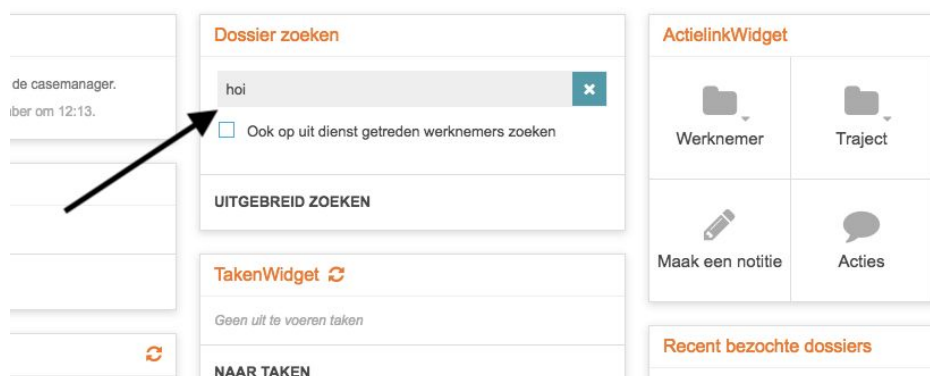 de casemanager.
ber om 12:13.
Dossier zoeken
hoi
Ook op uit dienst getreden werknemers zoeken
UITGEBREID ZOEKEN
TakenWidget
Geen uit te voeren taken
NAAR TAKEN
ActielinkWidget
Werknemer
Traject
Maak een notitie
Acties
Recent bezochte dossiers